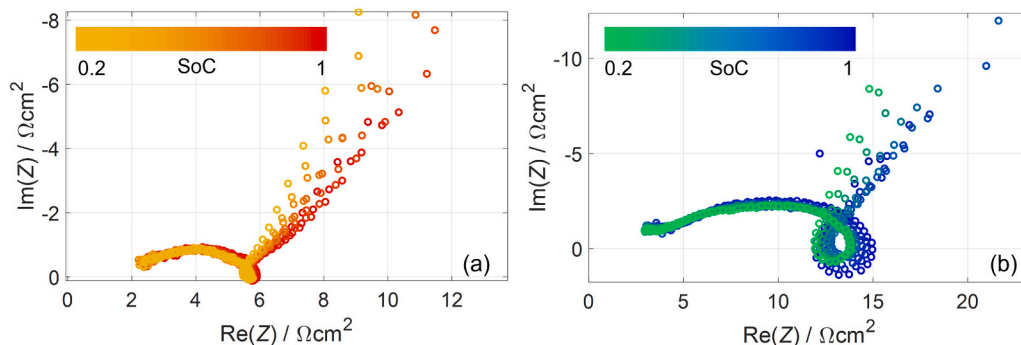 -8
-6
-4
-2
0
Im(Z) / Ωcm²
0.2 SoC 1
(a)
0 2 4 6 8 10 12
Re(Z) / Ωcm²
-10
-5
0
Im(Z) / Ωcm²
0.2 SoC 1
(b)
0 5 10 15 20
Re(Z) / Ωcm²